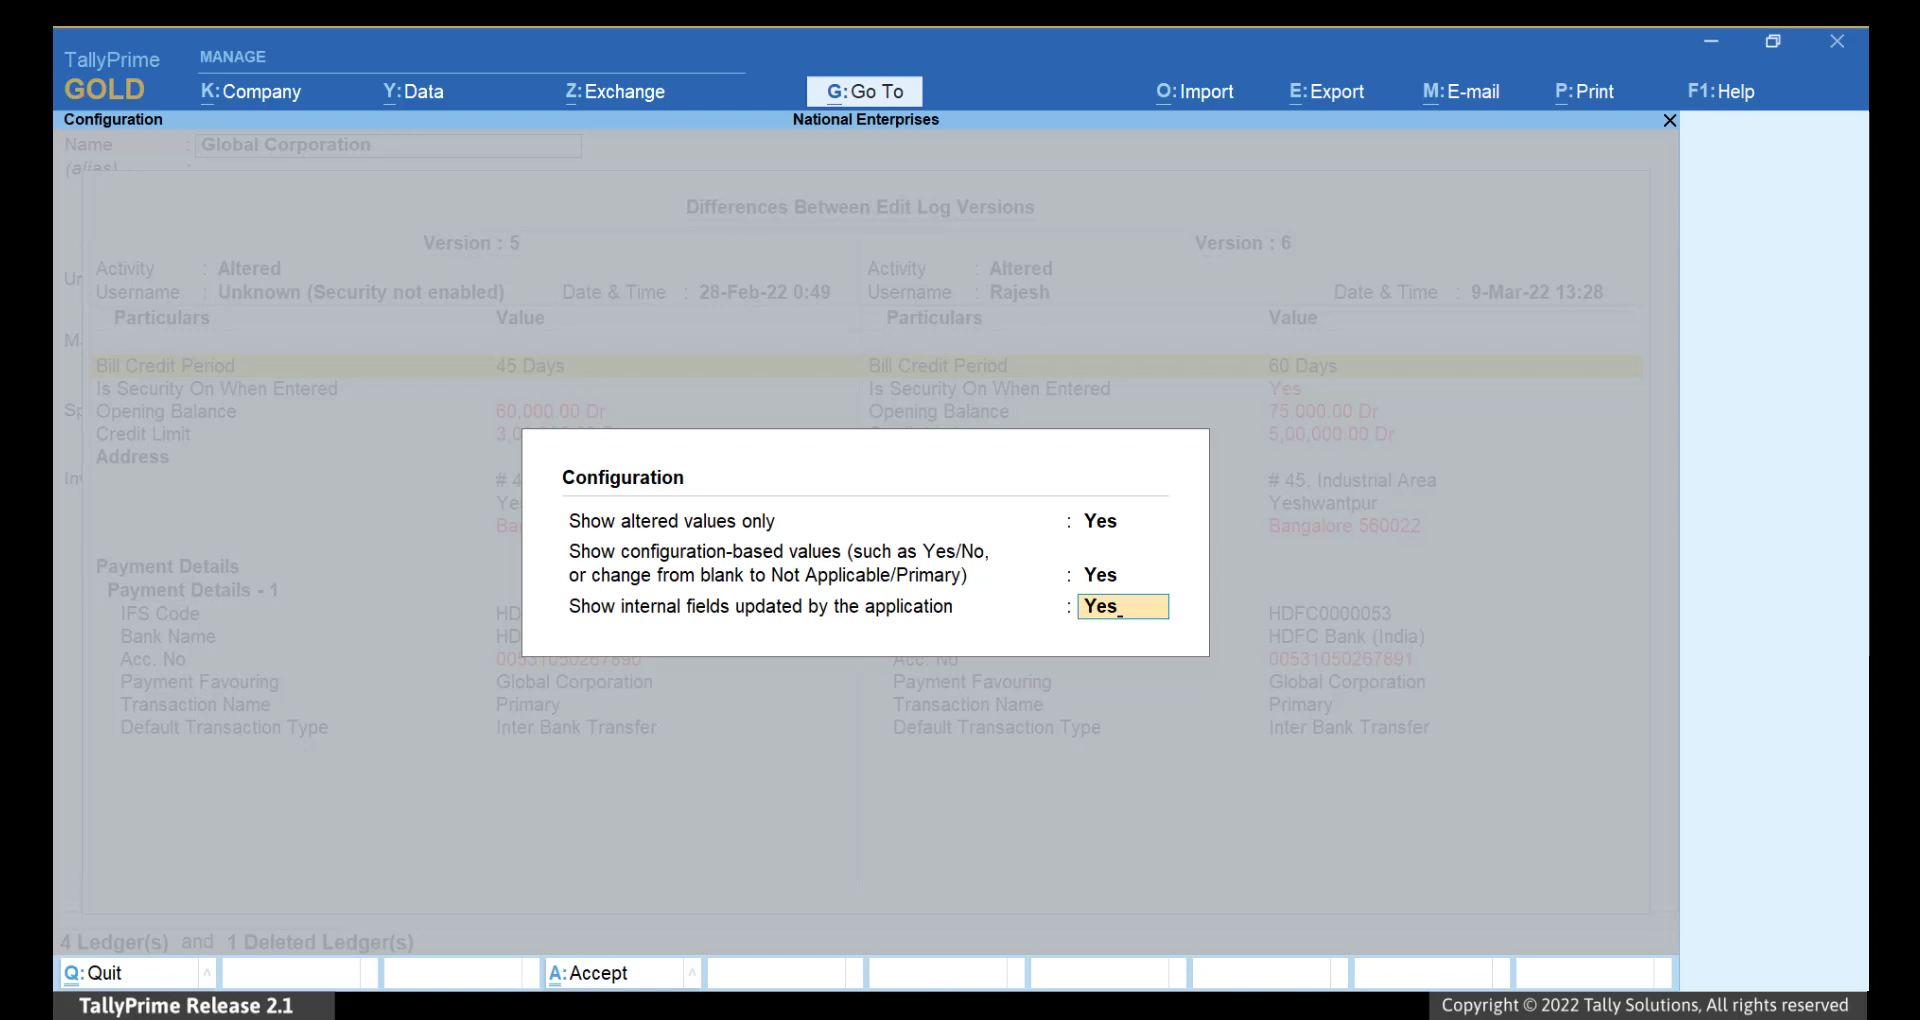 TallyPrime
GOLD
MANAGE
K:Company Y:Data Z:Exchange G:Go To O:Import E:Export M:E-mail P:Print F1:Help
Configuration National Enterprises
Name : Global Corporation
(alias) :
Differences Between Edit Log Versions
Version : 5 Version : 6
Activity : Altered Activity : Altered
Username : Unknown (Security not enabled) Date & Time : 28-Feb-22 0:49 Username : Rajesh Date & Time : 9-Mar-22 13:28
Particulars Value Particulars Value
Bill Credit Period 45 Days Bill Credit Period 60 Days
Is Security On When Entered Is Security On When Entered Yes
Opening Balance 60,000.00 Dr Opening Balance 75,000.00 Dr
Credit Limit 5,00,000.00 Dr
Address
# 45, Industrial Area
Yeshwantpur
Bangalore 560022
Configuration
Show altered values only : Yes
Show configuration-based values (such as Yes/No,
or change from blank to Not Applicable/Primary) : Yes
Show internal fields updated by the application : Yes
Payment Details
Payment Details - 1
IFS Code HDFC0000053
Bank Name HDFC Bank (India)
Acc. No 00531050267890 Acc. No 00531050267891
Payment Favouring Global Corporation Payment Favouring Global Corporation
Transaction Name Primary Transaction Name Primary
Default Transaction Type Inter Bank Transfer Default Transaction Type Inter Bank Transfer
4 Ledger(s) and 1 Deleted Ledger(s)
Q:Quit A:Accept
TallyPrime Release 2.1
Copyright © 2022 Tally Solutions, All rights reserved